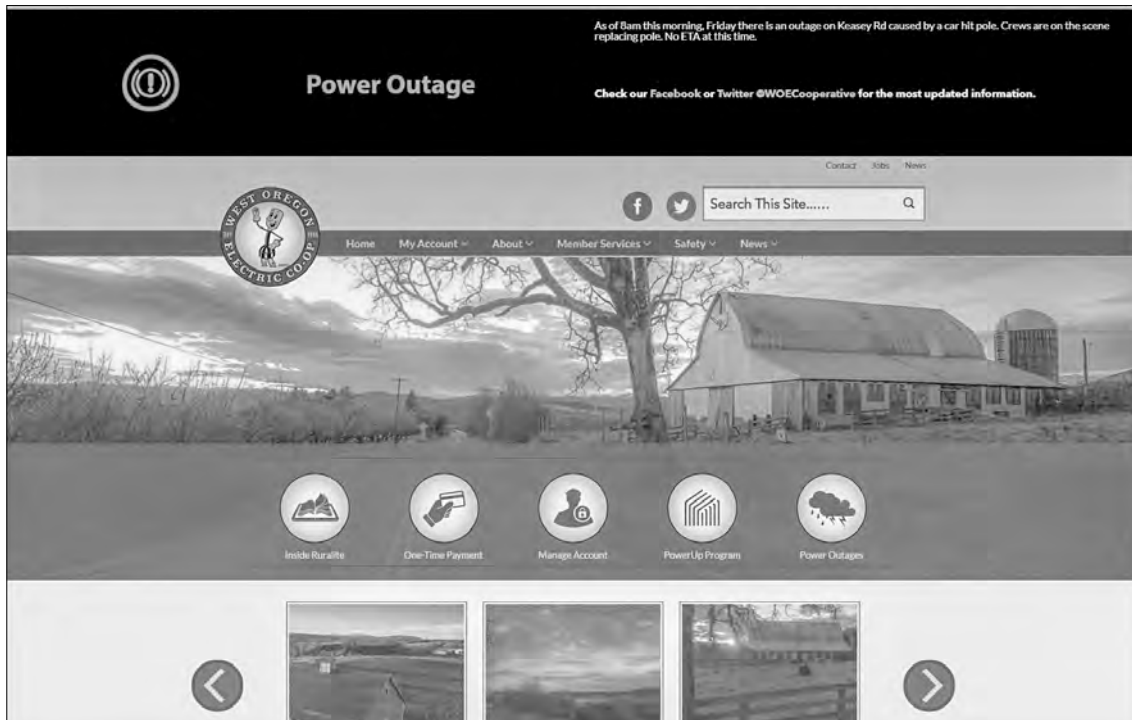 As of 8am this morning, Friday there is an outage on Keasey Rd caused by a car hit pole. Crews are on the scene
replacing pole. No ETA at this time.
Power Outage
Check our Facebook or Twitter @WOECooperative for the most updated information.
Contact Jobs News
WEST OREGON
ELECTRIC CO-OP
Search This Site......
Home My Account About Member Services Safety News
Inside Ruralite One-Time Payment Manage Account PowerUp Program Power Outages